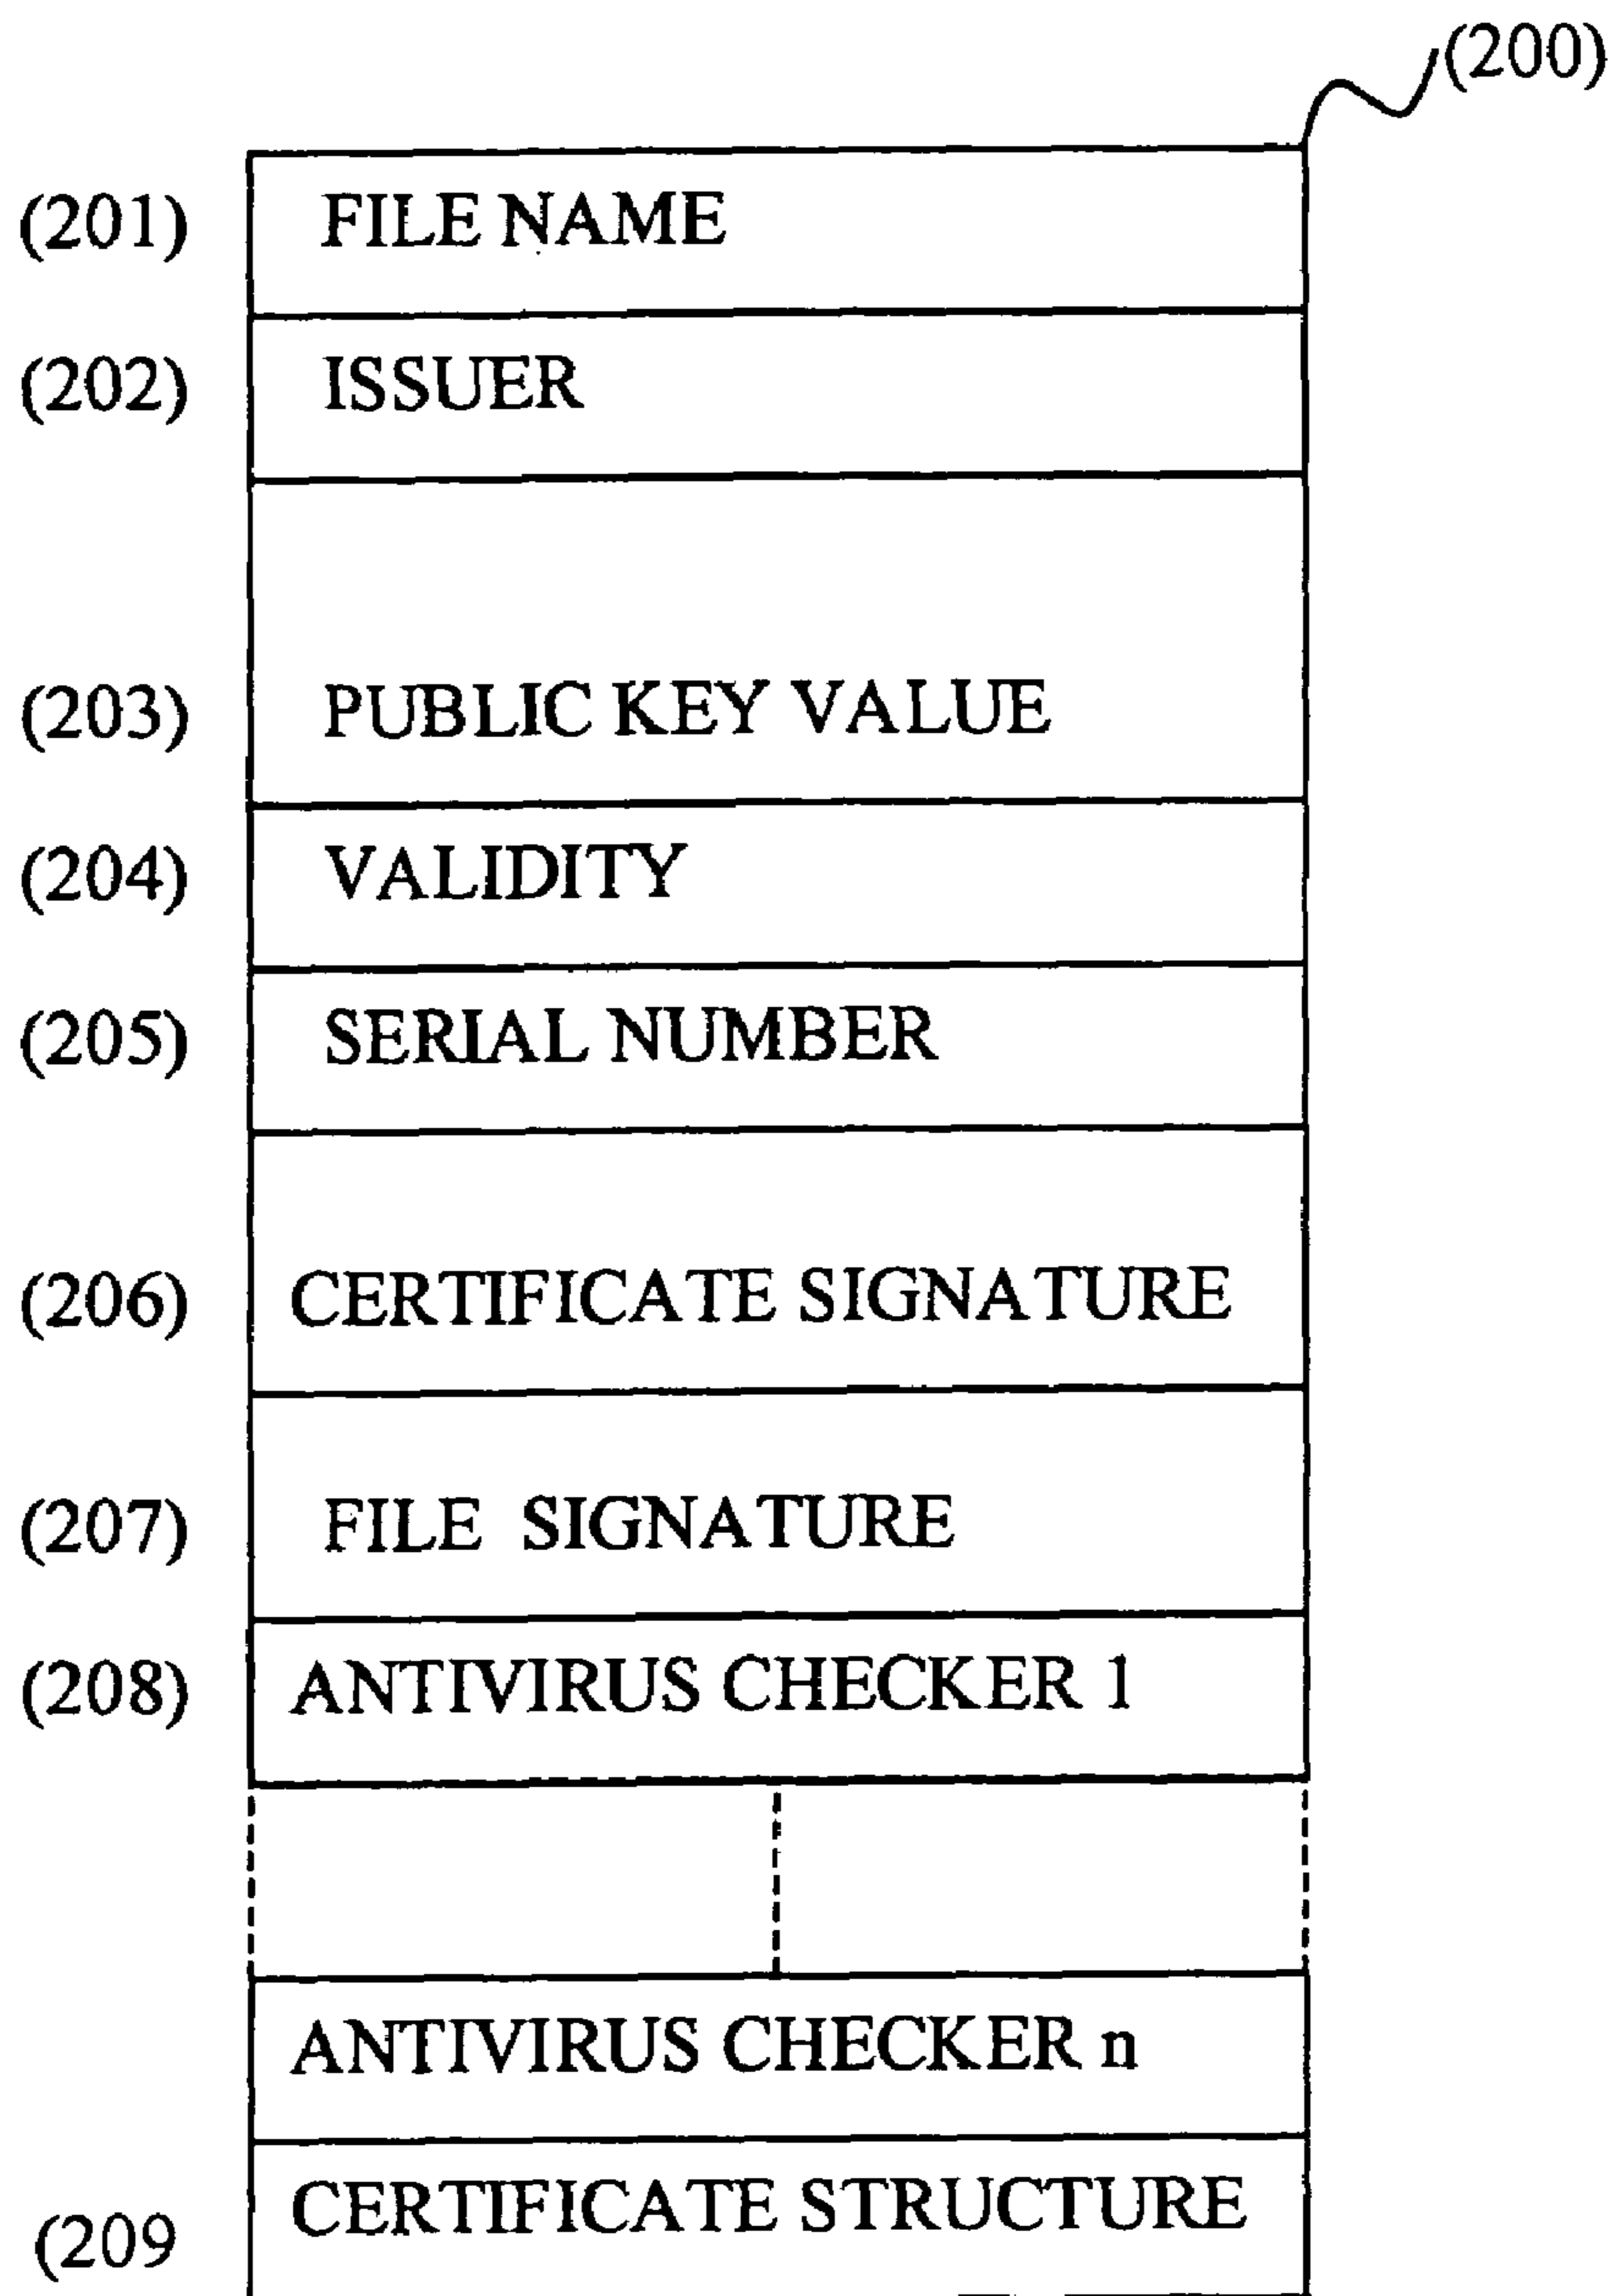 (200)
(201) FILE NAME
(202) ISSUER
(203) PUBLIC KEY VALUE
(204) VALIDITY
(205) SERIAL NUMBER
(206) CERTIFICATE SIGNATURE
(207) FILE SIGNATURE
(208) ANTIVIRUS CHECKER 1
ANTIVIRUS CHECKER n
CERTIFICATE STRUCTURE
(209